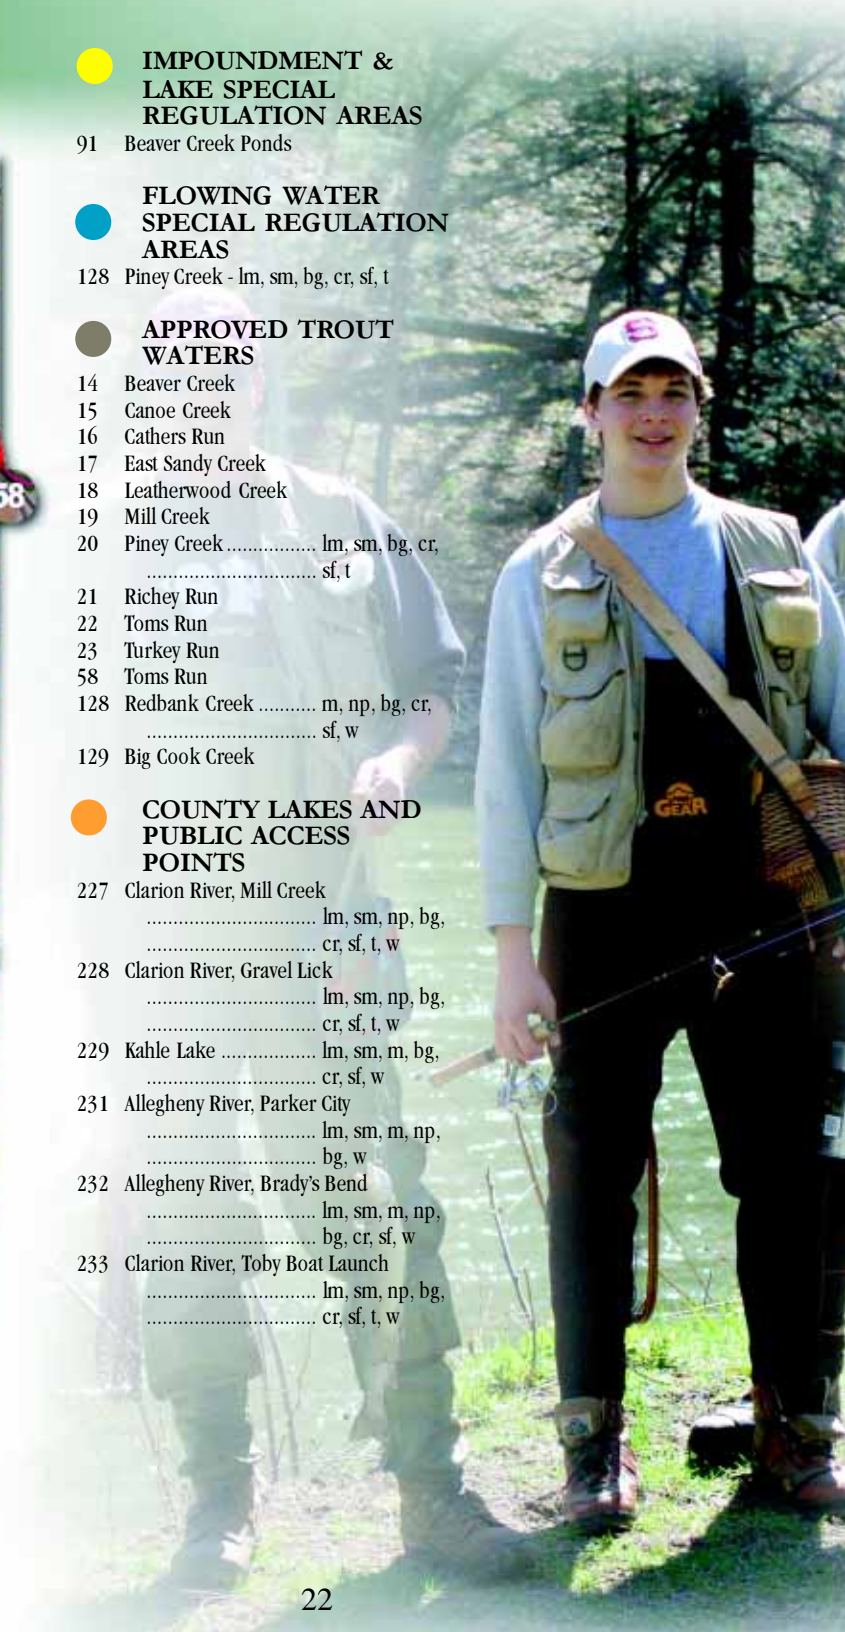 IMPOUNDMENT &
LAKE SPECIAL
REGULATION AREAS
91 Beaver Creek Ponds
FLOWING WATER
SPECIAL REGULATION
AREAS
128 Piney Creek - lm, sm, bg, cr, sf, t
APPROVED TROUT
WATERS
14 Beaver Creek
15 Canoe Creek
16 Cathers Run
17 East Sandy Creek
18 Leatherwood Creek
19 Mill Creek
20 Piney Creek ................. lm, sm, bg, cr,
................................ sf, t
21 Richey Run
22 Toms Run
23 Turkey Run
58 Toms Run
128 Redbank Creek ........... m, np, bg, cr,
................................ sf, w
129 Big Cook Creek
COUNTY LAKES AND
PUBLIC ACCESS
POINTS
227 Clarion River, Mill Creek
................................ lm, sm, np, bg,
................................ cr, sf, t, w
228 Clarion River, Gravel Lick
................................ lm, sm, np, bg,
................................ cr, sf, t, w
229 Kahle Lake .................. lm, sm, m, bg,
................................ cr, sf, w
231 Allegheny River, Parker City
................................ lm, sm, m, np,
................................ bg, w
232 Allegheny River, Brady's Bend
................................ lm, sm, m, np,
................................ bg, cr, sf, w
233 Clarion River, Toby Boat Launch
................................ lm, sm, np, bg,
................................ cr, sf, t, w
22
58
S
GEAR